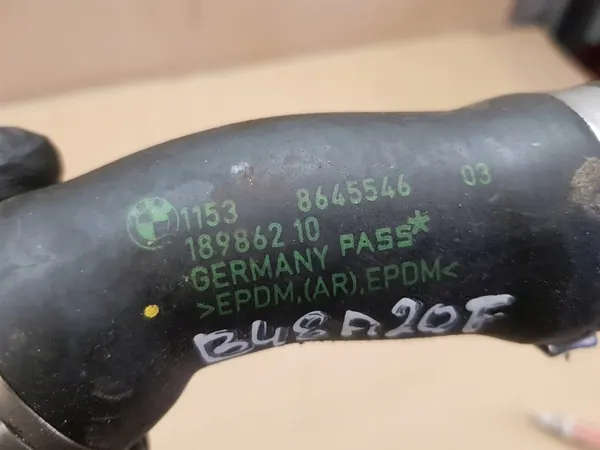 1153 8645546 03
189862 10
GERMANY PASS*
>EPDM,(AR),EPDM<
B48A20F